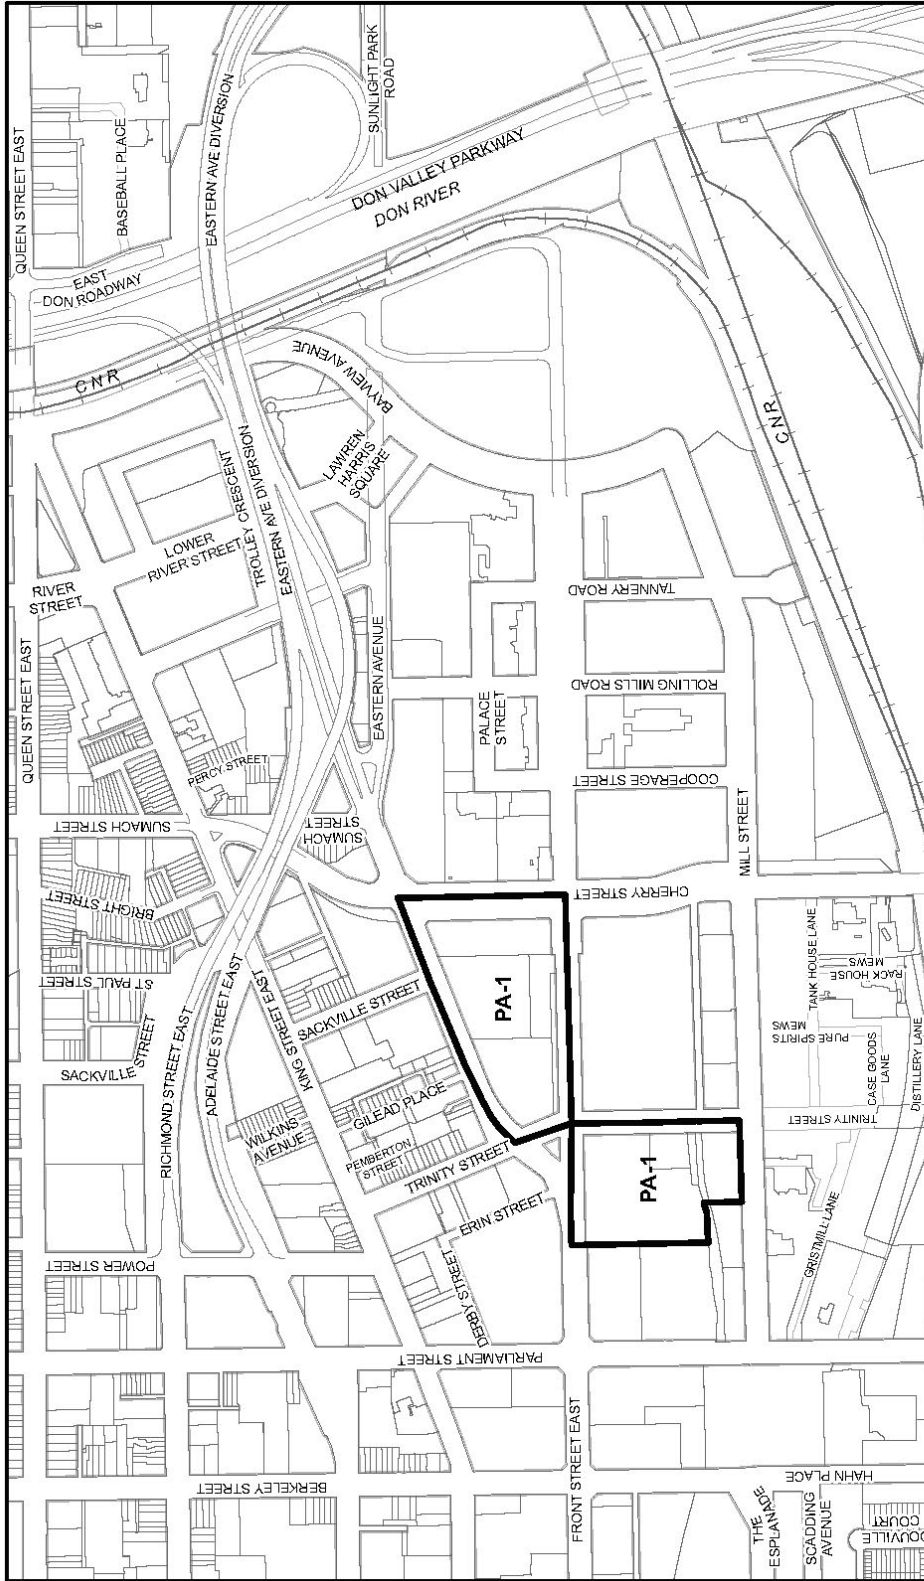 QUEEN STREET EAST
BASEBALL PLACE
EASTERN AVE DIVERSION
SUNLIGHT PARK
ROAD
DON VALLEY PARKWAY
DON RIVER
EAST
DON ROADWAY
CNR
BAYVIEW AVENUE
LAWREN
HARRIS
SQUARE
TROLLEY CRESCENT
EASTERN AVE DIVERSION
LOWER
RIVER STREET
RIVER
STREET
CNR
TANNERY ROAD
EASTERN AVENUE
PALACE
STREET
ROLLING MILLS ROAD
QUEEN STREET EAST
PERCY STREET
COOPERAGE STREET
SUMACH STREET
SUMACH
STREET
MILL STREET
CHERRY STREET
BRIGHT STREET
ST PAUL STREET
SACKVILLE
STREET
RICHMOND STREET EAST
ADELAIDE STREET EAST
KING STREET EAST
SACKVILLE STREET
PA-1
TANK HOUSE LANE
RACK HOUSE
MEWS
PURE SPIRITS
MEWS
CASE GOODS
LANE
DISTILLERY LANE
TRINITY STREET
WILKINS
AVENUE
GILEAD PLACE
PEMBERTON
STREET
TRINITY STREET
ERIN STREET
PA-1
GRISTMILL LANE
POWER STREET
DERBY STREET
PARLIAMENT STREET
FRONT STREET EAST
BERKELEY STREET
HAHN PLACE
THE
ESPLANADE
SCADDING
AVENUE
COURT